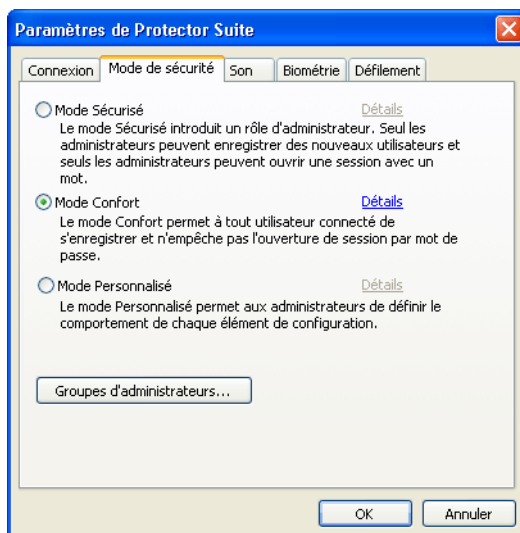 Paramètres de Protector Suite
Connexion Mode de sécurité Son Biométrie Défilement
Mode Sécurisé Détails
Le mode Sécurisé introduit un rôle d'administrateur. Seul les
administrateurs peuvent enregistrer des nouveaux utilisateurs et
seuls les administrateurs peuvent ouvrir une session avec un
mot.
Mode Confort Détails
Le mode Confort permet à tout utilisateur connecté de
s'enregistrer et n'empêche pas l'ouverture de session par mot de
passe.
Mode Personnalisé Détails
Le mode Personnalisé permet aux administrateurs de définir le
comportement de chaque élément de configuration.
Groupes d'administrateurs...
OK Annuler